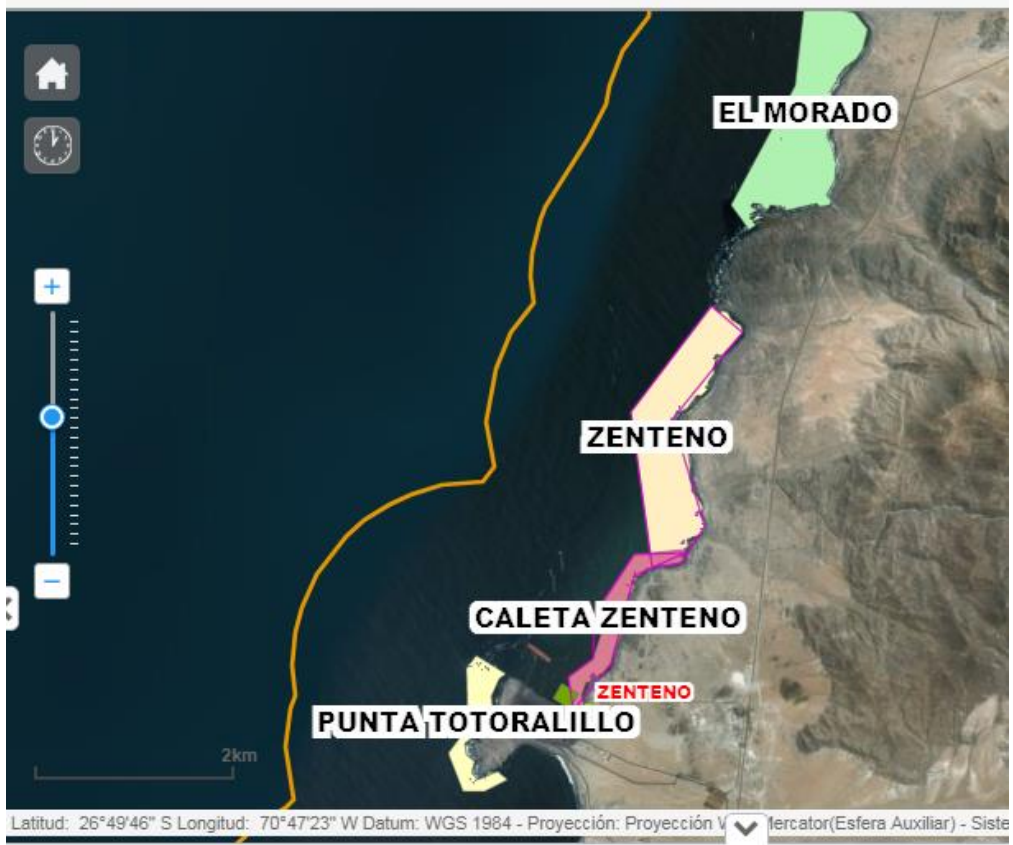 EL MORADO
+
ZENTENO
−
CALETA ZENTENO
ZENTENO
PUNTA TOTORALILLO
2km
Latitud: 26°49'46" S Longitud: 70°47'23" W Datum: WGS 1984 - Proyección: Proyección Mercator(Esfera Auxiliar) - Siste